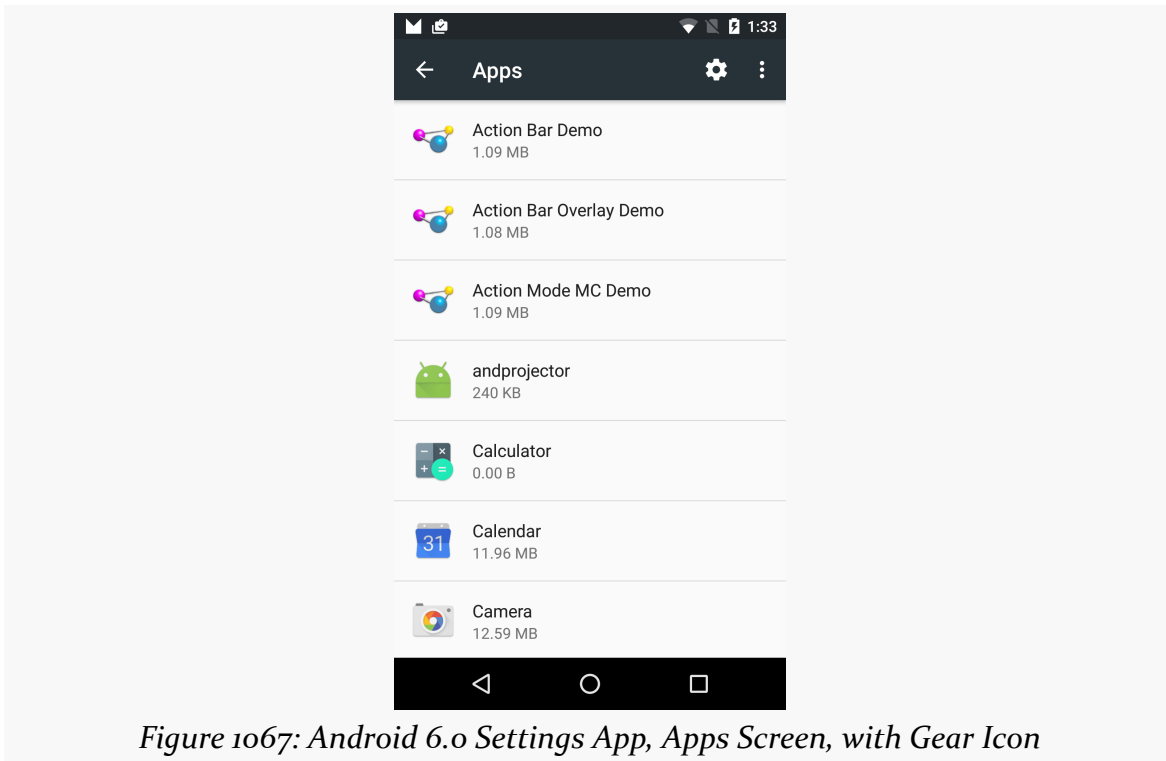 1:33
Apps
Action Bar Demo
1.09 MB
Action Bar Overlay Demo
1.08 MB
Action Mode MC Demo
1.09 MB
andprojector
240 KB
Calculator
0.00 B
31
Calendar
11.96 MB
Camera
12.59 MB
Figure 1067: Android 6.0 Settings App, Apps Screen, with Gear Icon